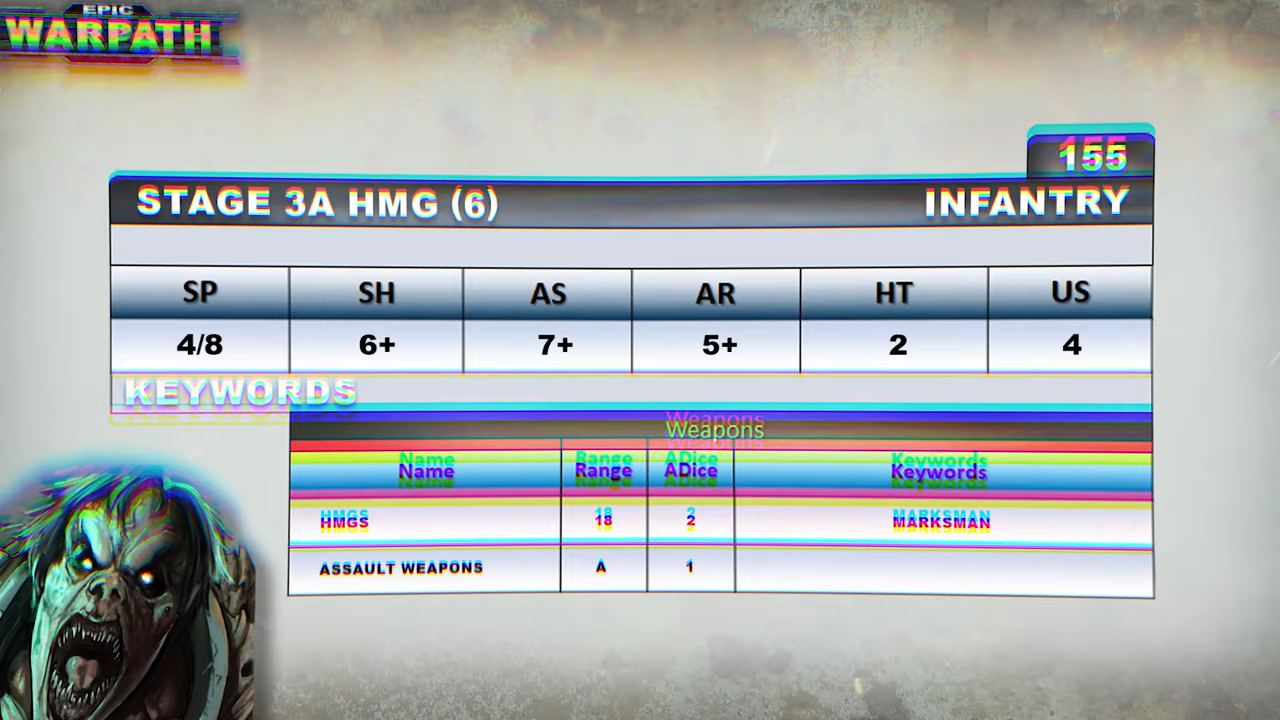 EPIC
WARPATH
155
STAGE 3A HMG (6) INFANTRY
SP SH AS AR HT US
4/8 6+ 7+ 5+ 2 4
KEYWORDS
Weapons
Name Range ADice Keywords
HMGS 18 2 MARKSMAN
ASSAULT WEAPONS A 1